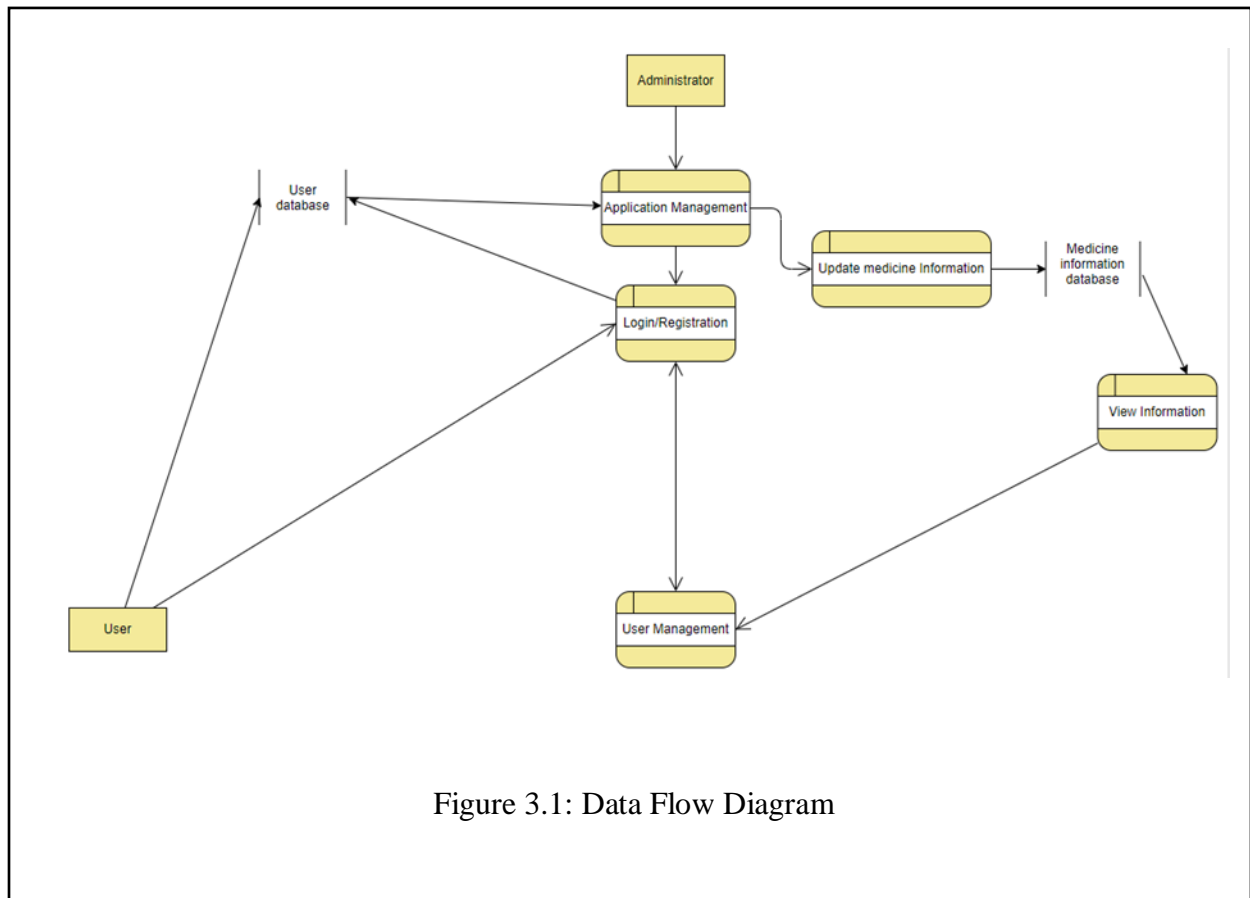 Administrator
User
database
Application Management
Update medicine Information
Medicine
information
database
Login/Registration
View Information
User
User Management
Figure 3.1: Data Flow Diagram